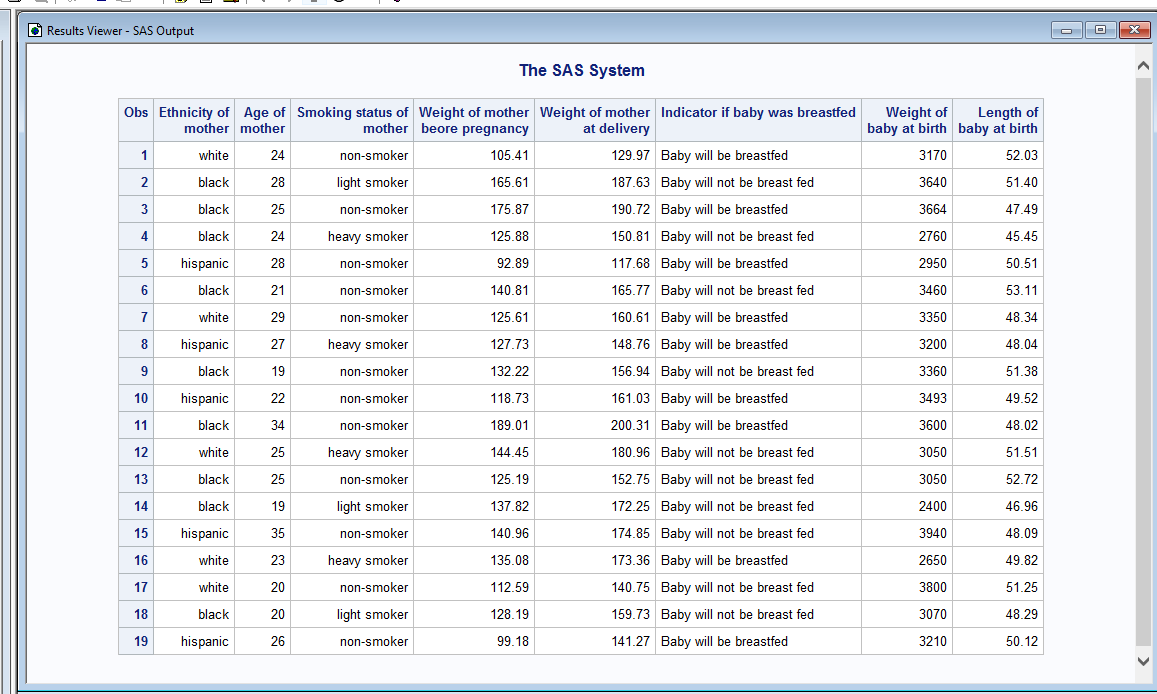 Results Viewer - SAS Output
The SAS System
Obs Ethnicity of mother Age of mother Smoking status of mother Weight of mother beore pregnancy Weight of mother at delivery Indicator if baby was breastfed Weight of baby at birth Length of baby at birth
1 white 24 non-smoker 105.41 129.97 Baby will be breastfed 3170 52.03
2 black 28 light smoker 165.61 187.63 Baby will not be breast fed 3640 51.40
3 black 25 non-smoker 175.87 190.72 Baby will be breastfed 3664 47.49
4 black 24 heavy smoker 125.88 150.81 Baby will not be breast fed 2760 45.45
5 hispanic 28 non-smoker 92.89 117.68 Baby will be breastfed 2950 50.51
6 black 21 non-smoker 140.81 165.77 Baby will not be breast fed 3460 53.11
7 white 29 non-smoker 125.61 160.61 Baby will be breastfed 3350 48.34
8 hispanic 27 heavy smoker 127.73 148.76 Baby will be breastfed 3200 48.04
9 black 19 non-smoker 132.22 156.94 Baby will not be breast fed 3360 51.38
10 hispanic 22 non-smoker 118.73 161.03 Baby will be breastfed 3493 49.52
11 black 34 non-smoker 189.01 200.31 Baby will be breastfed 3600 48.02
12 white 25 heavy smoker 144.45 180.96 Baby will not be breast fed 3050 51.51
13 black 25 non-smoker 125.19 152.75 Baby will not be breast fed 3050 52.72
14 black 19 light smoker 137.82 172.25 Baby will not be breast fed 2400 46.96
15 hispanic 35 non-smoker 140.96 174.85 Baby will not be breast fed 3940 48.09
16 white 23 heavy smoker 135.08 173.36 Baby will be breastfed 2650 49.82
17 white 20 non-smoker 112.59 140.75 Baby will not be breast fed 3800 51.25
18 black 20 light smoker 128.19 159.73 Baby will not be breast fed 3070 48.29
19 hispanic 26 non-smoker 99.18 141.27 Baby will be breastfed 3210 50.12